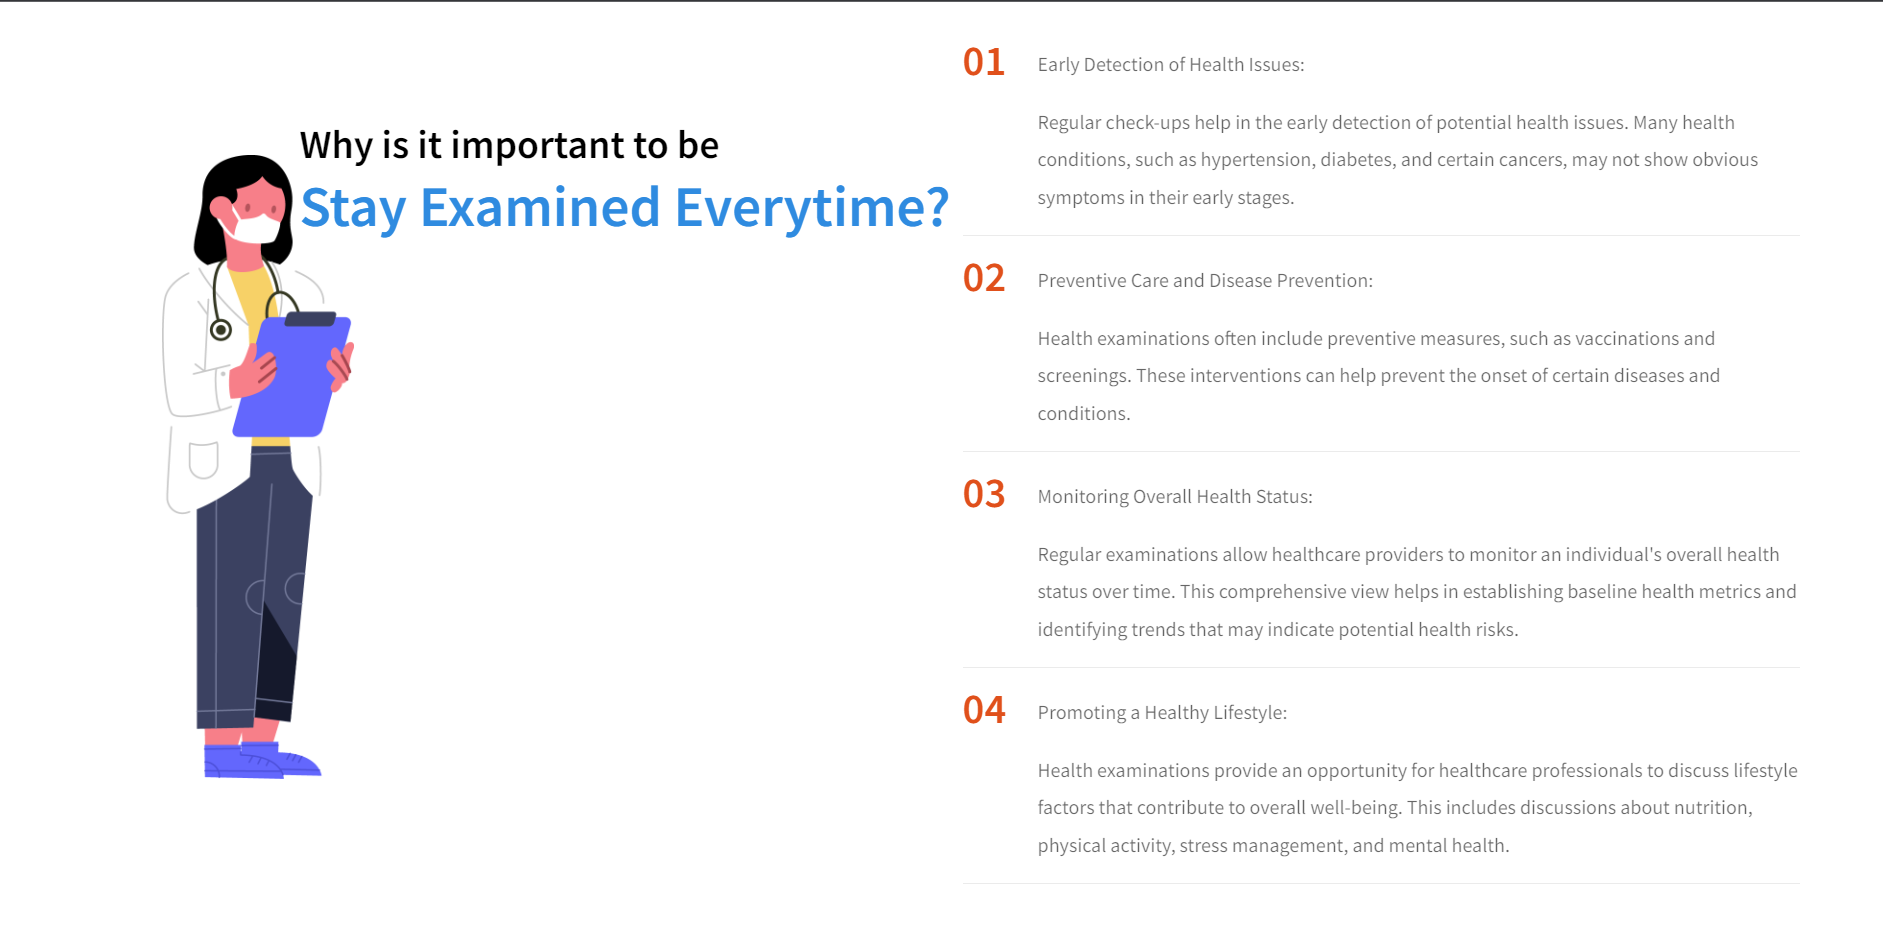 Why is it important to be
Stay Examined Everytime?
01 Early Detection of Health Issues:
Regular check-ups help in the early detection of potential health issues. Many health
conditions, such as hypertension, diabetes, and certain cancers, may not show obvious
symptoms in their early stages.
02 Preventive Care and Disease Prevention:
Health examinations often include preventive measures, such as vaccinations and
screenings. These interventions can help prevent the onset of certain diseases and
conditions.
03 Monitoring Overall Health Status:
Regular examinations allow healthcare providers to monitor an individual's overall health
status over time. This comprehensive view helps in establishing baseline health metrics and
identifying trends that may indicate potential health risks.
04 Promoting a Healthy Lifestyle:
Health examinations provide an opportunity for healthcare professionals to discuss lifestyle
factors that contribute to overall well-being. This includes discussions about nutrition,
physical activity, stress management, and mental health.